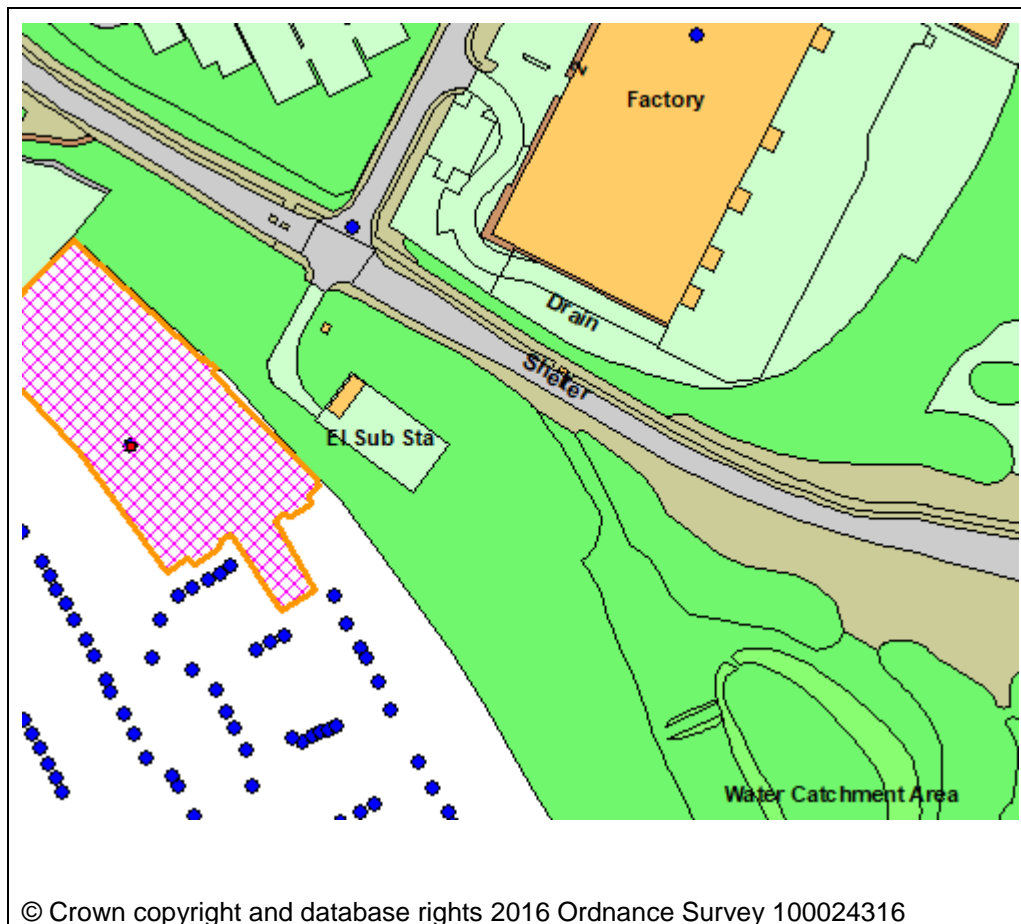 Factory
Drain
Shelter
El Sub Sta
Water Catchment Area
© Crown copyright and database rights 2016 Ordnance Survey 100024316